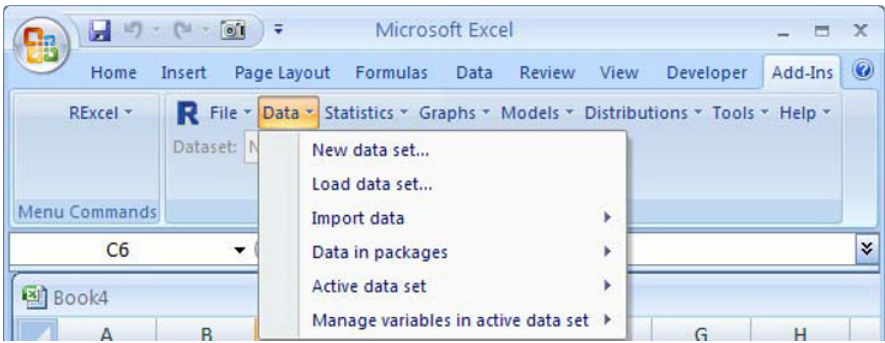 Microsoft Excel
Home Insert Page Layout Formulas Data Review View Developer Add-Ins
RExcel R File Data Statistics Graphs Models Distributions Tools Help
Dataset: N
New data set...
Load data set...
Import data
Menu Commands
C6
Data in packages
Active data set
Book4
Manage variables in active data set
A B G H